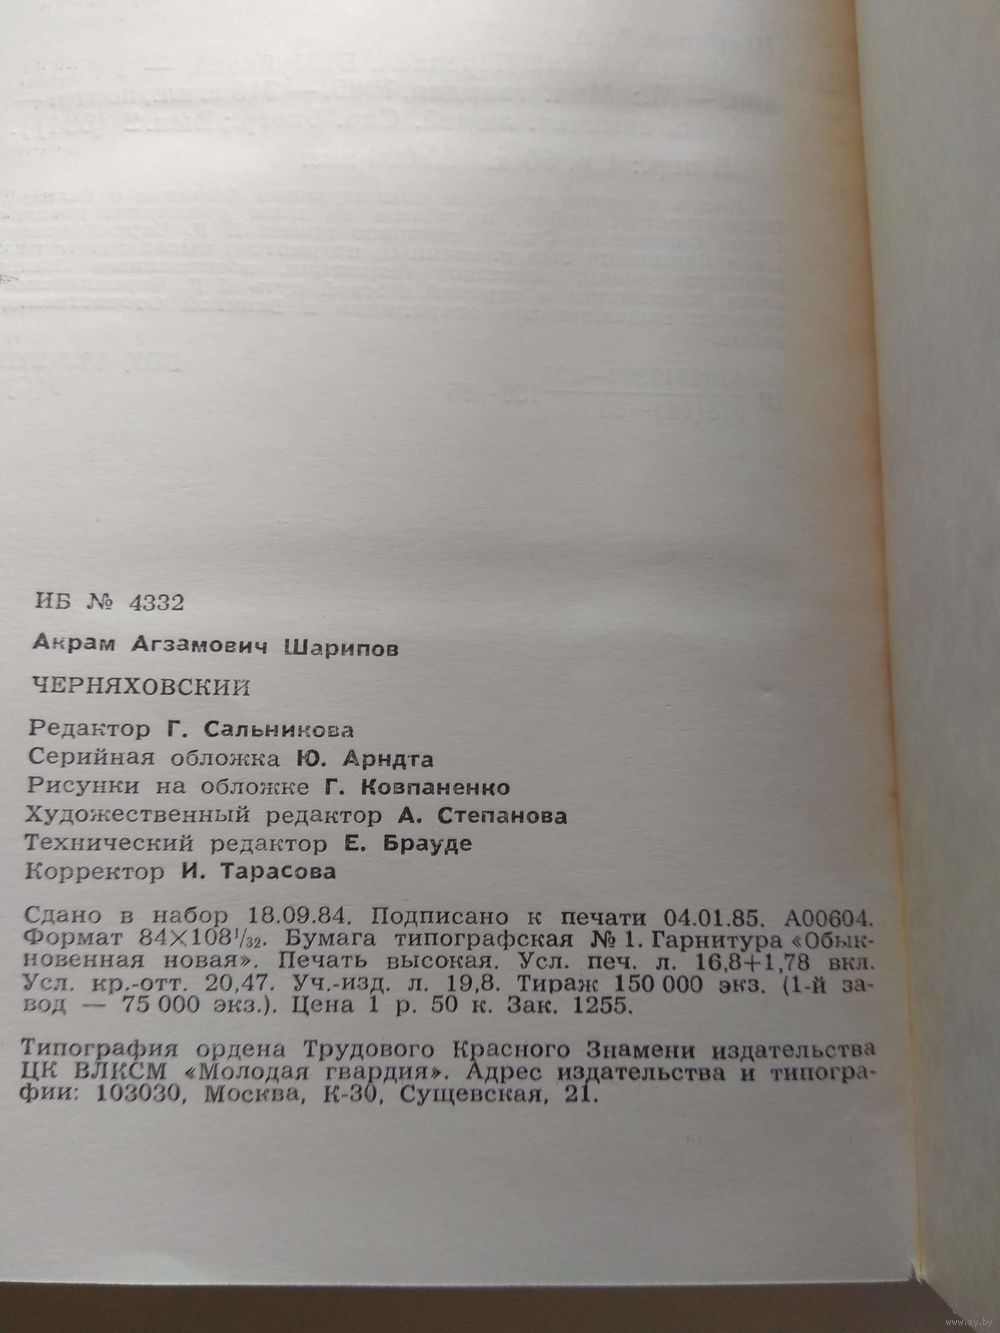 ИБ № 4332
Акрам Агзамович Шарипов
ЧЕРНЯХОВСКИЙ
Редактор Г. Сальникова
Серийная обложка Ю. Арндта
Рисунки на обложке Г. Ковпаненко
Художественный редактор А. Степанова
Технический редактор Е. Брауде
Корректор И. Тарасова
Сдано в набор 18.09.84. Подписано к печати 04.01.85. А00604.
Формат 84×108¹/₃₂. Бумага типографская № 1. Гарнитура «Обык-
новенная новая». Печать высокая. Усл. печ. л. 16,8+1,78 вкл.
Усл. кр.-отт. 20,47. Уч.-изд. л. 19,8. Тираж 150 000 экз. (1-й за-
вод — 75 000 экз.). Цена 1 р. 50 к. Зак. 1255.
Типография ордена Трудового Красного Знамени издательства
ЦК ВЛКСМ «Молодая гвардия». Адрес издательства и типогра-
фии: 103030, Москва, К-30, Сущевская, 21.
www.ay.by